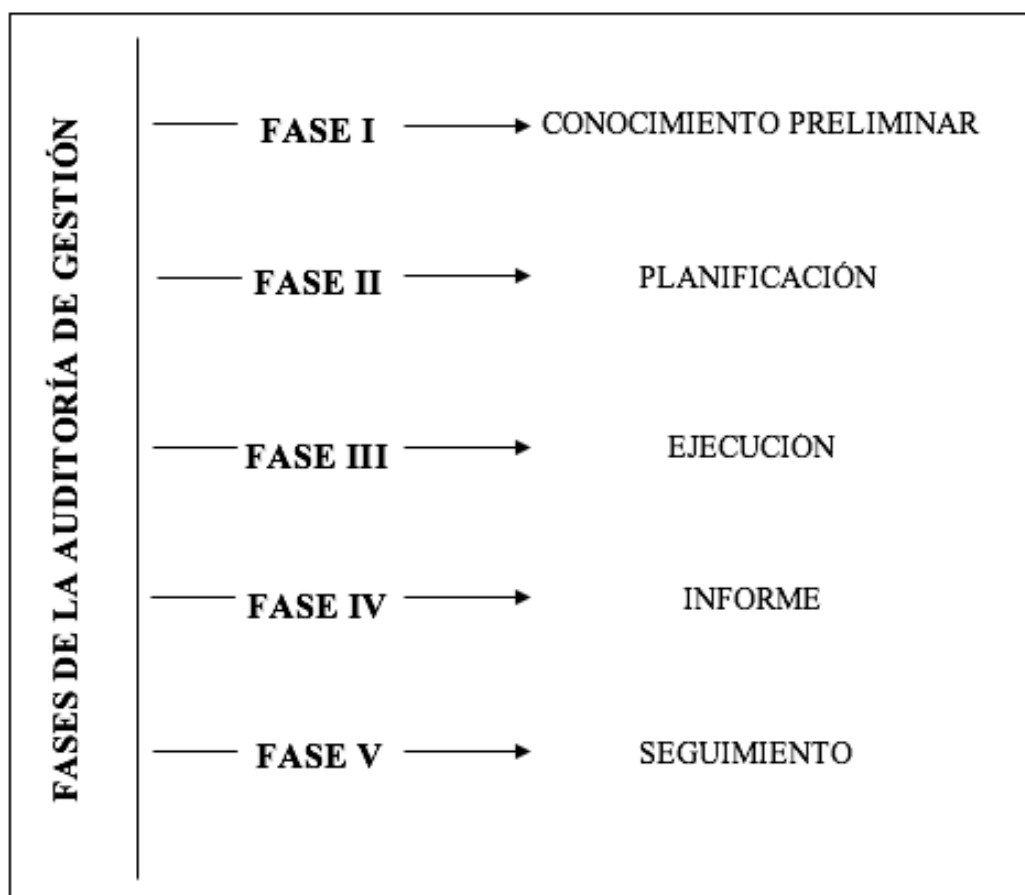 FASES DE LA AUDITORÍA DE GESTIÓN
FASE I CONOCIMIENTO PRELIMINAR
FASE II PLANIFICACIÓN
FASE III EJECUCIÓN
FASE IV INFORME
FASE V SEGUIMIENTO